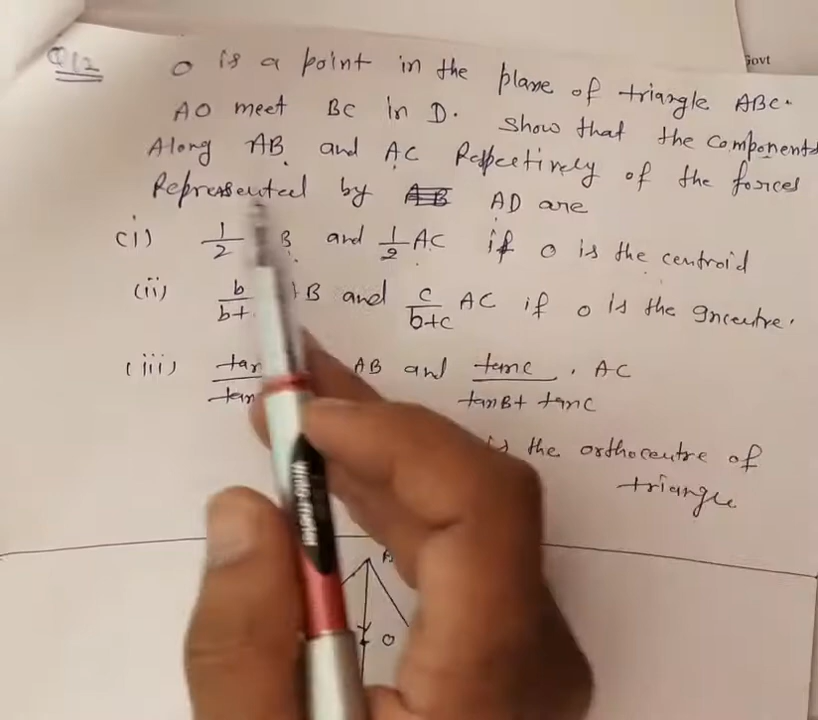 Q12 O is a point in the plane of triangle ABC.
Govt
AO meet BC in D. show that the components
Along AB and AC Respectively of the forces
Represented by AD are
(i) 1/2 B and 1/2 AC if O is the centroid
(ii) b/b+ B and c/b+c AC if O is the Incentre.
(iii) tan/tan AB and tanC/tanB+tanC . AC
is the orthocentre of
triangle
A
O